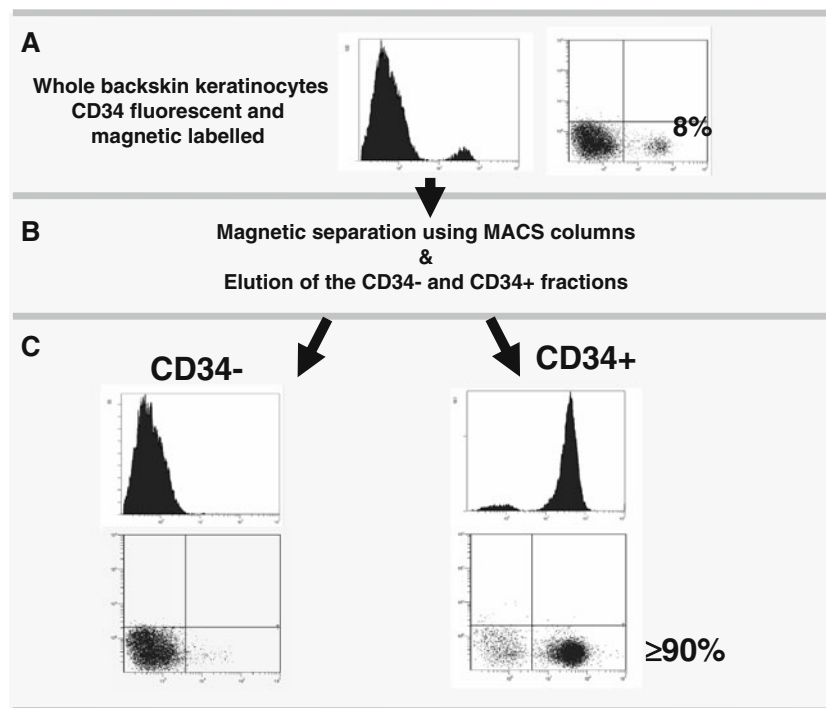 A
Whole backskin keratinocytes
CD34 fluorescent and
magnetic labelled
8%
B
Magnetic separation using MACS columns
&
Elution of the CD34- and CD34+ fractions
C
CD34-
CD34+
≥90%